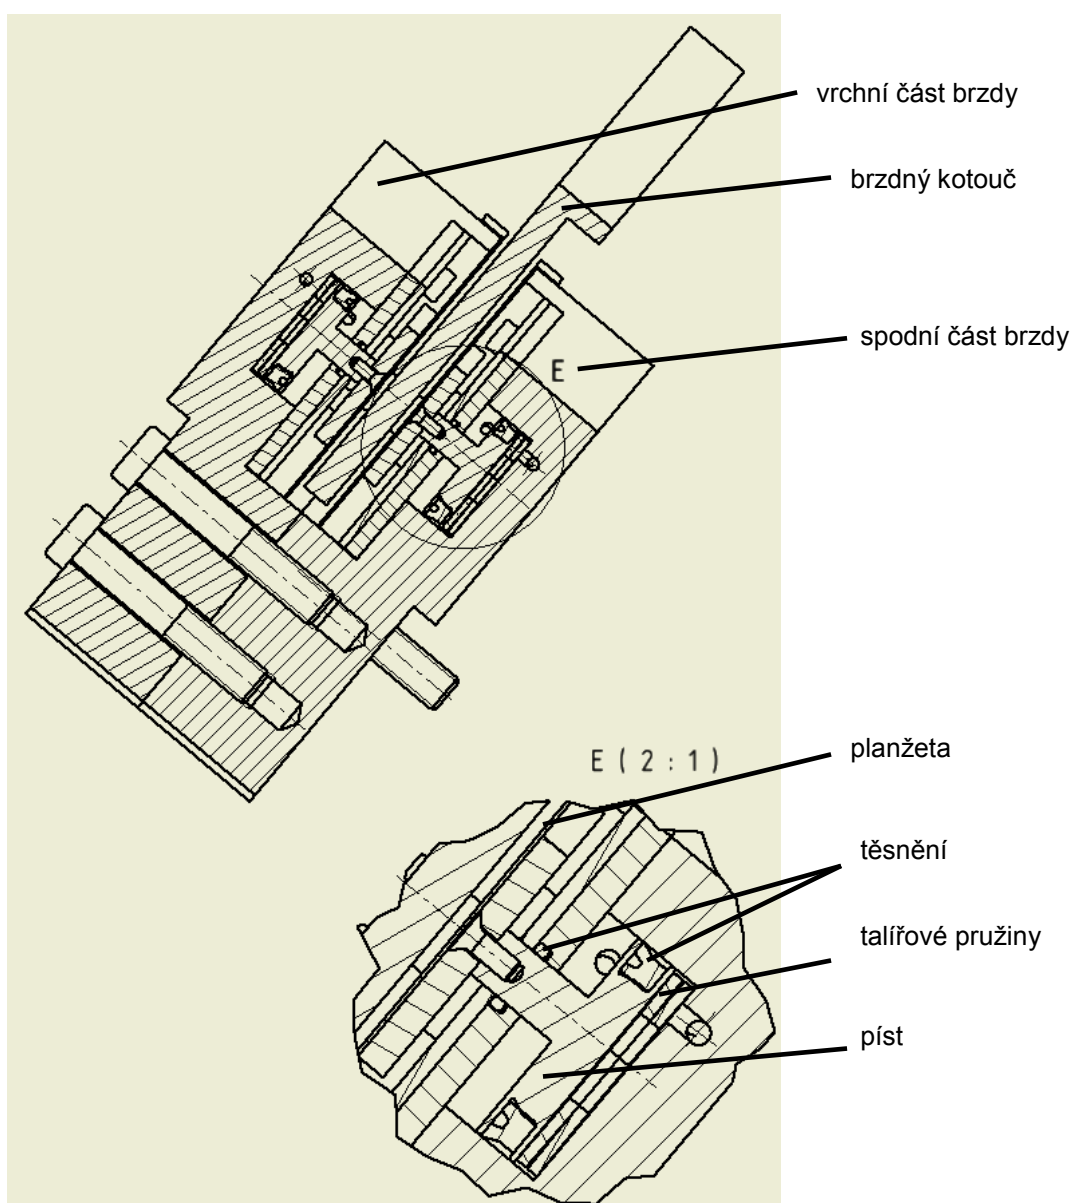 vrchní část brzdy
brzdný kotouč
spodní část brzdy
E
E ( 2 : 1 )
planžeta
těsnění
talířové pružiny
píst